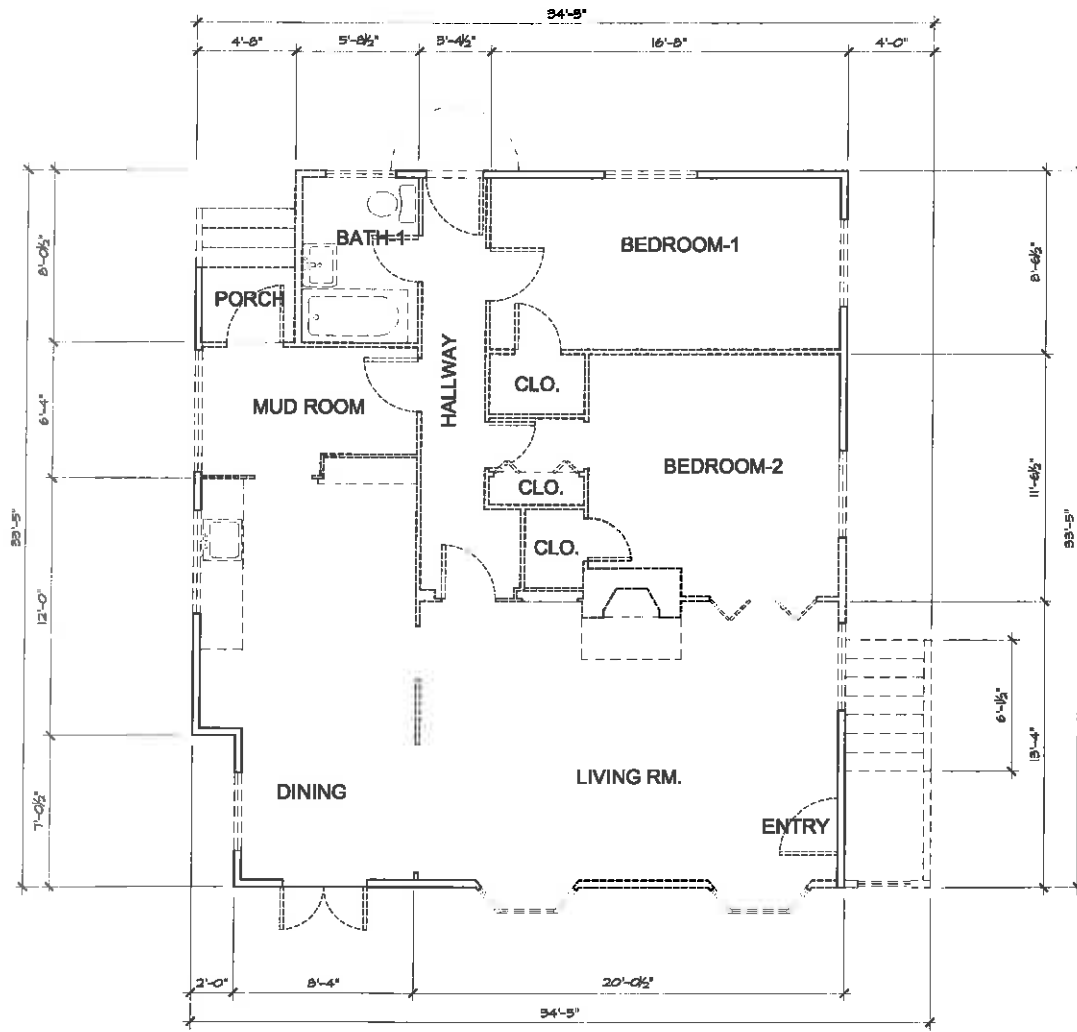 34'-5"
4'-8" 5'-8½" 3'-4½" 16'-8" 4'-0"
BATH-1 BEDROOM-1
8'-0½" 8'-6½"
PORCH
HALLWAY
CLO.
MUD ROOM
6'-4"
BEDROOM-2
CLO. 11'-6½"
33'-5" 33'-5"
CLO.
12'-0"
6'-1½"
13'-4"
LIVING RM.
DINING
7'-0½"
ENTRY
2'-0" 8'-4" 20'-0½"
34'-5"